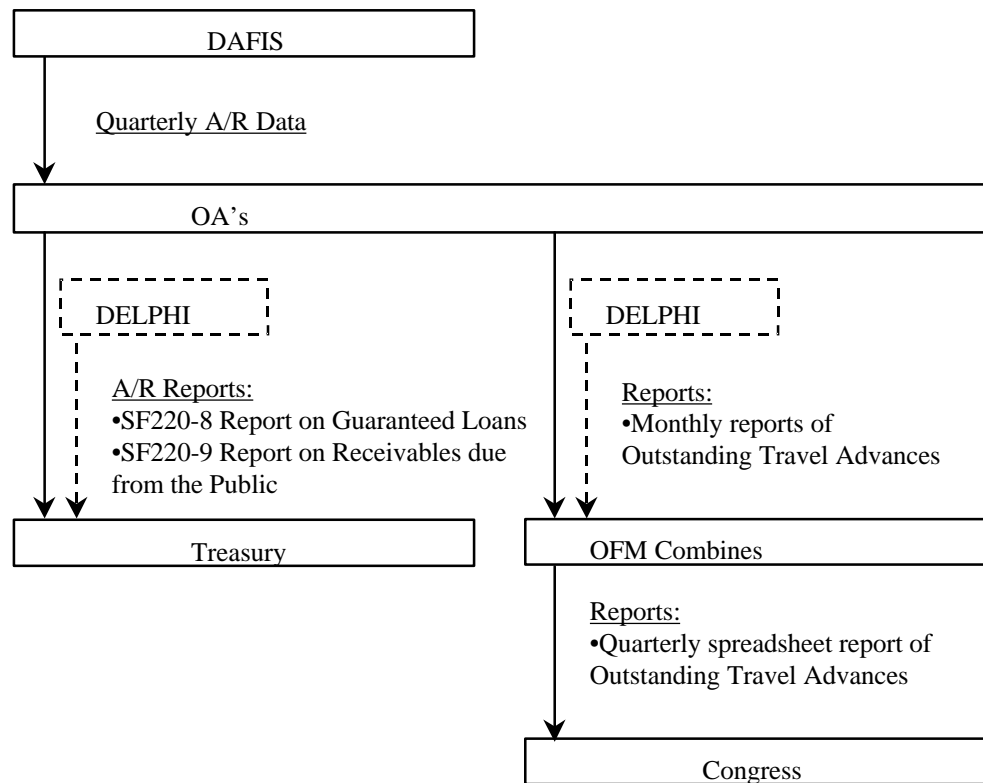 DAFIS
Quarterly A/R Data
OA’s
DELPHI
A/R Reports:
•SF220-8 Report on Guaranteed Loans
•SF220-9 Report on Receivables due
from the Public
Treasury
DELPHI
Reports:
•Monthly reports of
Outstanding Travel Advances
OFM Combines
Reports:
•Quarterly spreadsheet report of
Outstanding Travel Advances
Congress